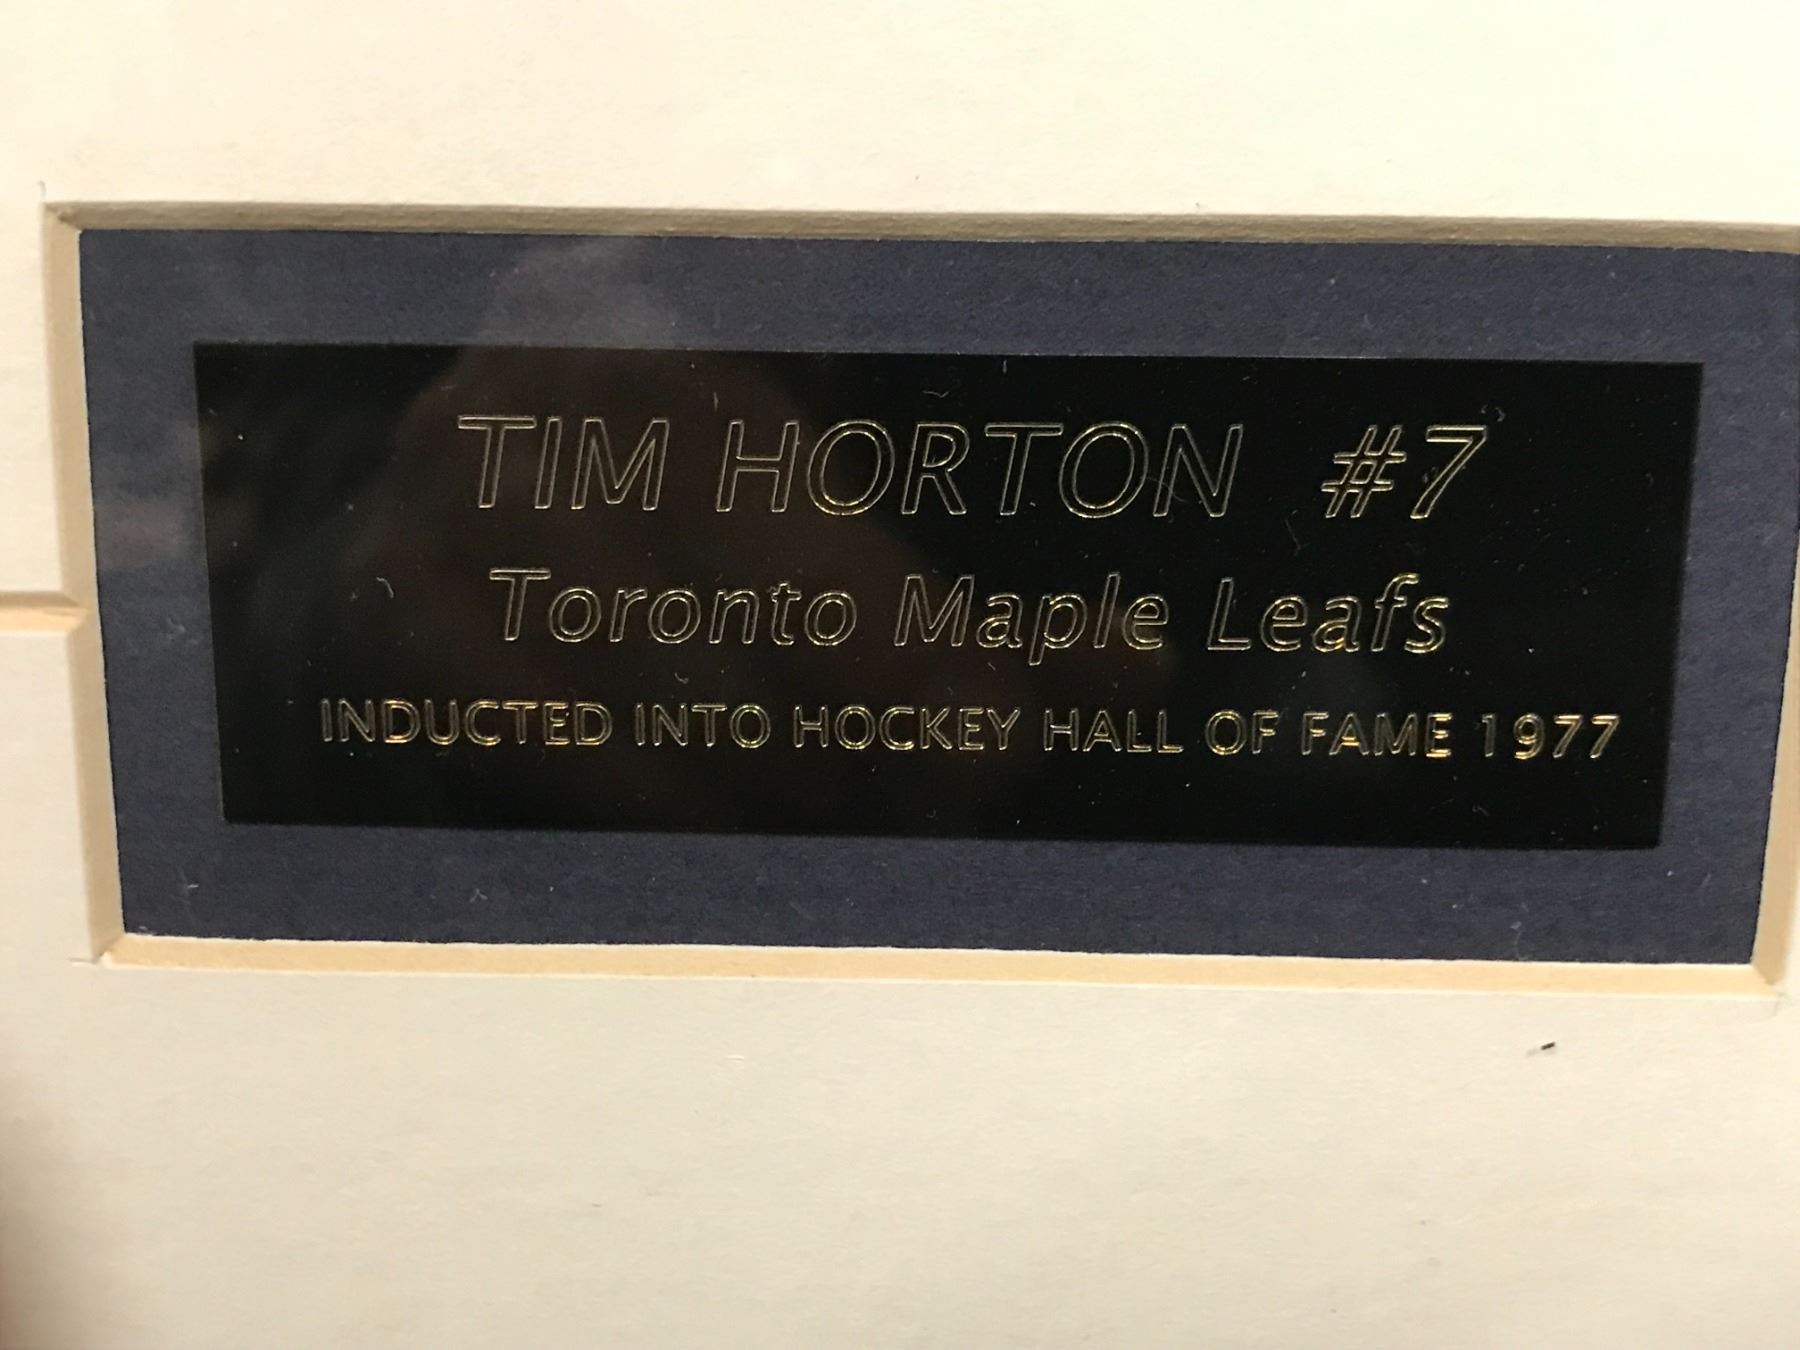 TIM HORTON #7
Toronto Maple Leafs
INDUCTED INTO HOCKEY HALL OF FAME 1977